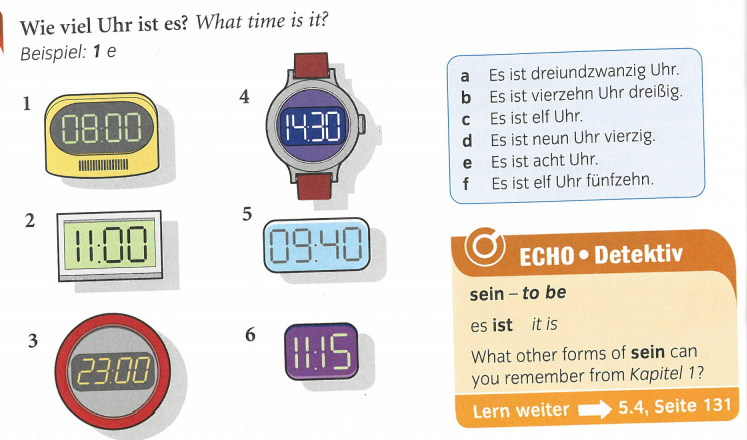 Wie viel Uhr ist es? What time is it?
Beispiel: 1 e
1
08:00
2
11:00
3
23:00
4
14.30
5
09:40
6
11:15
a Es ist dreiundzwanzig Uhr.
b Es ist vierzehn Uhr dreißig.
c Es ist elf Uhr.
d Es ist neun Uhr vierzig.
e Es ist acht Uhr.
f Es ist elf Uhr fünfzehn.
ECHO • Detektiv
sein – to be
es ist it is
What other forms of sein can
you remember from Kapitel 1?
Lern weiter 5.4, Seite 131